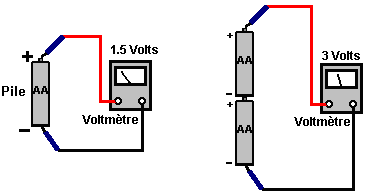 +
1.5 Volts
Pile
AA
−
Voltmètre
+
AA
−
+
AA
−
3 Volts
Voltmètre